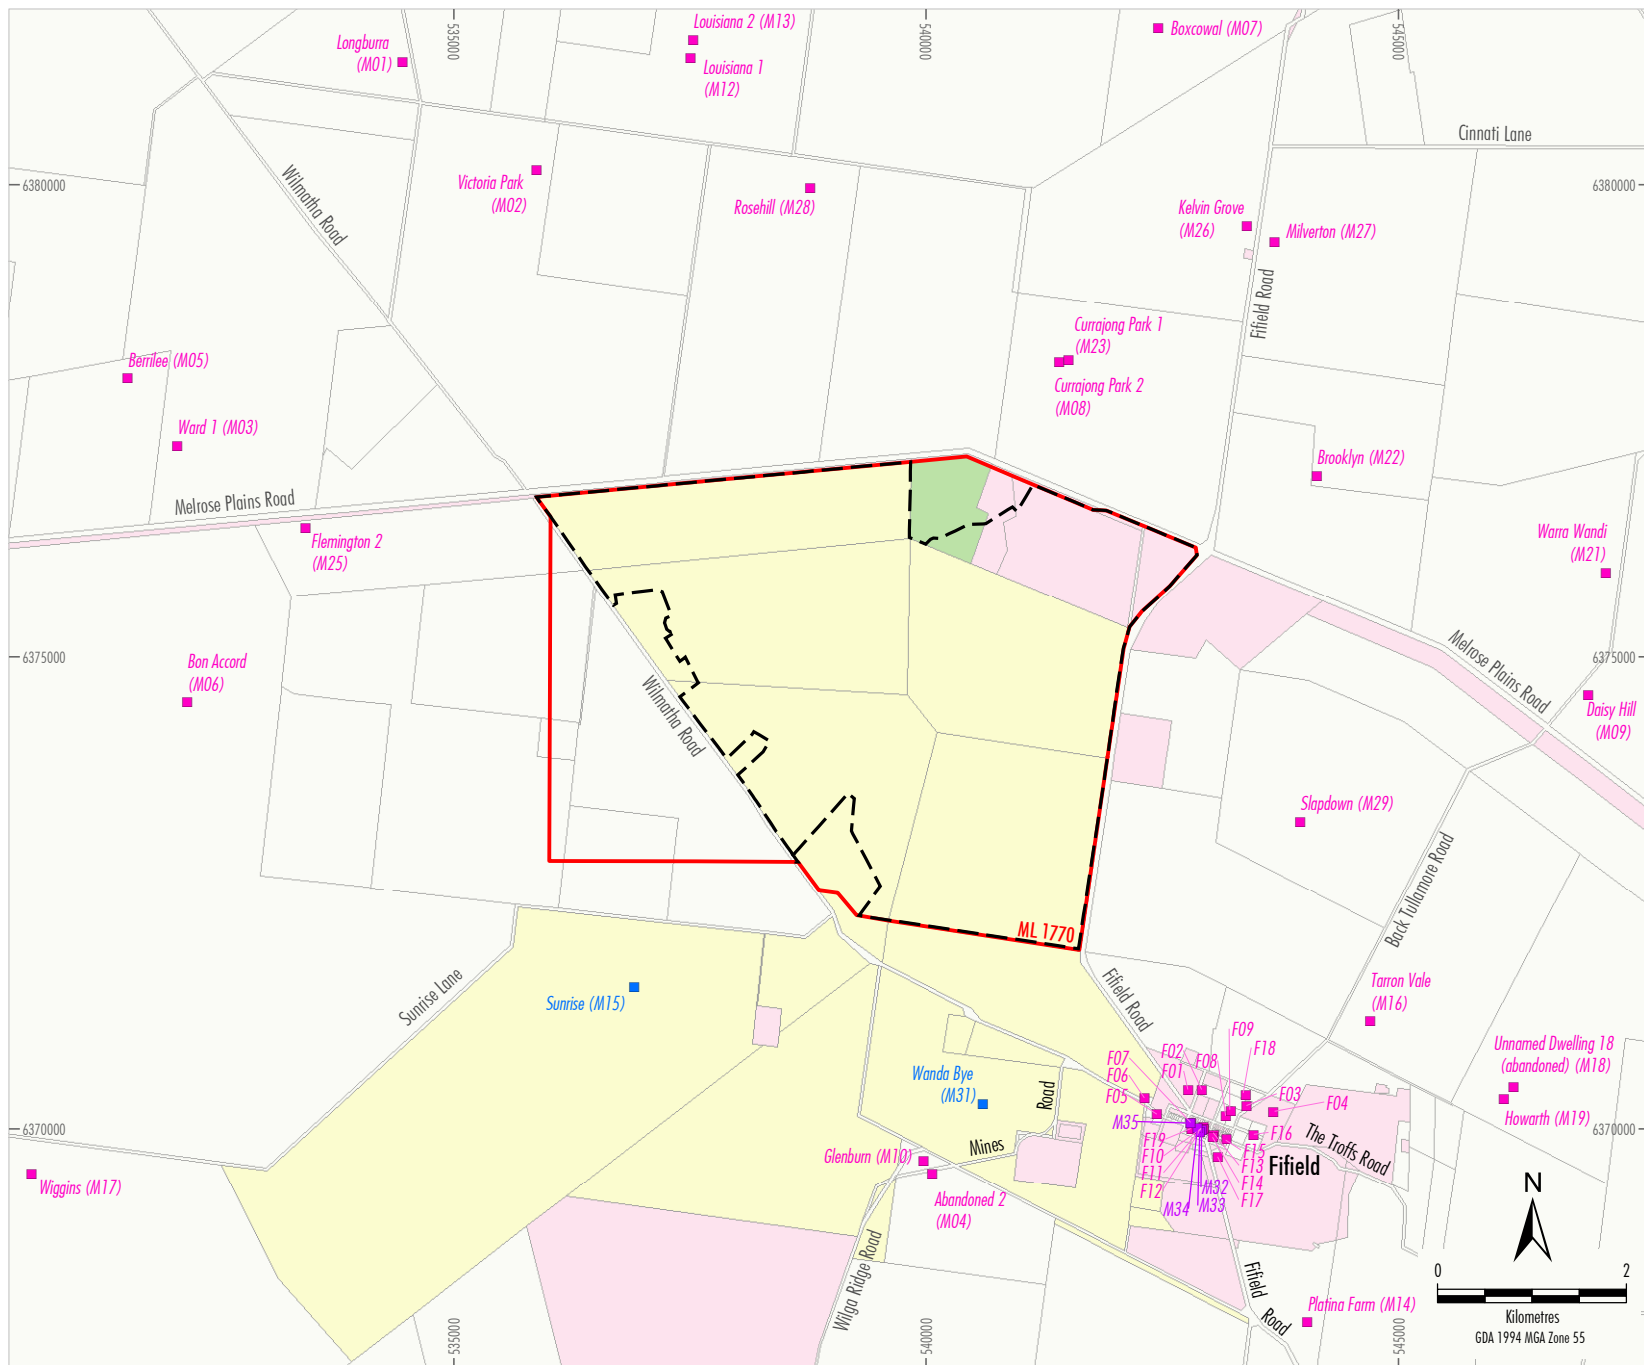 535000
540000
545000
Louisiana 2 (M13)
Louisiana 1
(M12)
Longburra
(M01)
Boxcowal (M07)
Cinnati Lane
6380000
6380000
Victoria Park
(M02)
Rosehill (M28)
Wilmatha Road
Kelvin Grove
(M26)
Milverton (M27)
Fifield Road
Currajong Park 1
(M23)
Currajong Park 2
(M08)
Berrilee (M05)
Ward 1 (M03)
Brooklyn (M22)
Melrose Plains Road
Flemington 2
(M25)
Warra Wandi
(M21)
6375000
6375000
Bon Accord
(M06)
Wilmatha Road
Melrose Plains Road
Daisy Hill
(M09)
Slapdown (M29)
Back Tullamore Road
ML 1770
Sunrise Lane
Sunrise (M15)
Fifield Road
Tarron Vale
(M16)
F09
F18
F02
F08
F07
F01
F06
F05
F03
F04
Unnamed Dwelling 18
(abandoned) (M18)
Howarth (M19)
Wanda Bye
(M31)
Mines
Road
M35
F19
F10
F11
F12
F16
F15
F13
F14
F17
M32
M33
M34
The Troffs Road
Fifield
6370000
6370000
Glenburn (M10)
Abandoned 2
(M04)
Wiggins (M17)
Wilga Ridge Road
Fifield
Road
Platina Farm (M14)
N
0
2
Kilometres
GDA 1994 MGA Zone 55
535000
540000
545000